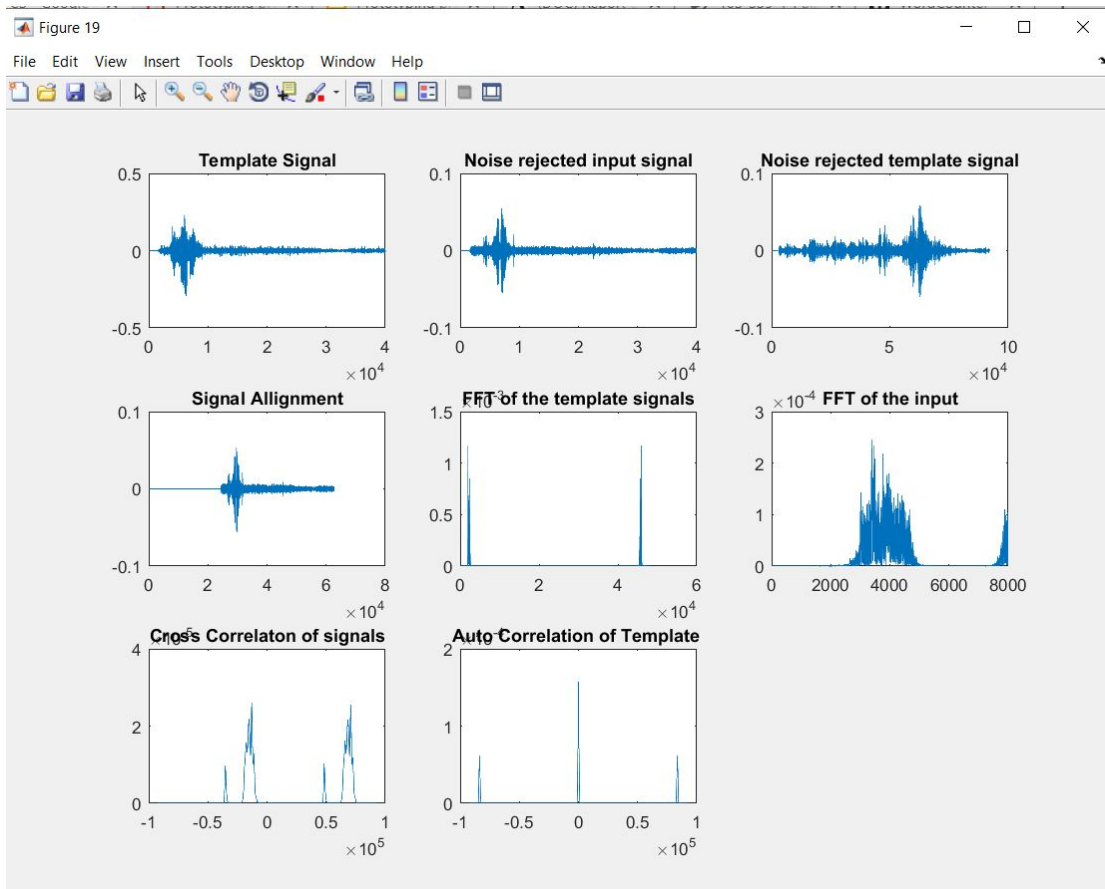 Figure 19
File Edit View Insert Tools Desktop Window Help
Template Signal
0.5
0
-0.5
0 1 2 3 4
×10^4
Noise rejected input signal
0.1
0
-0.1
0 1 2 3 4
×10^4
Noise rejected template signal
0.1
0
-0.1
0 5 10
×10^4
Signal Allignment
0.1
0
-0.1
0 2 4 6 8
×10^4
FFT of the template signals
×10^-3
1.5
1
0.5
0
0 2 4 6
×10^4
FFT of the input
×10^-4
3
2
1
0
0 2000 4000 6000 8000
Cross Correlaton of signals
×10^-5
4
2
0
-1 -0.5 0 0.5 1
×10^5
Auto Correlation of Template
×10^-4
2
1
0
-1 -0.5 0 0.5 1
×10^5